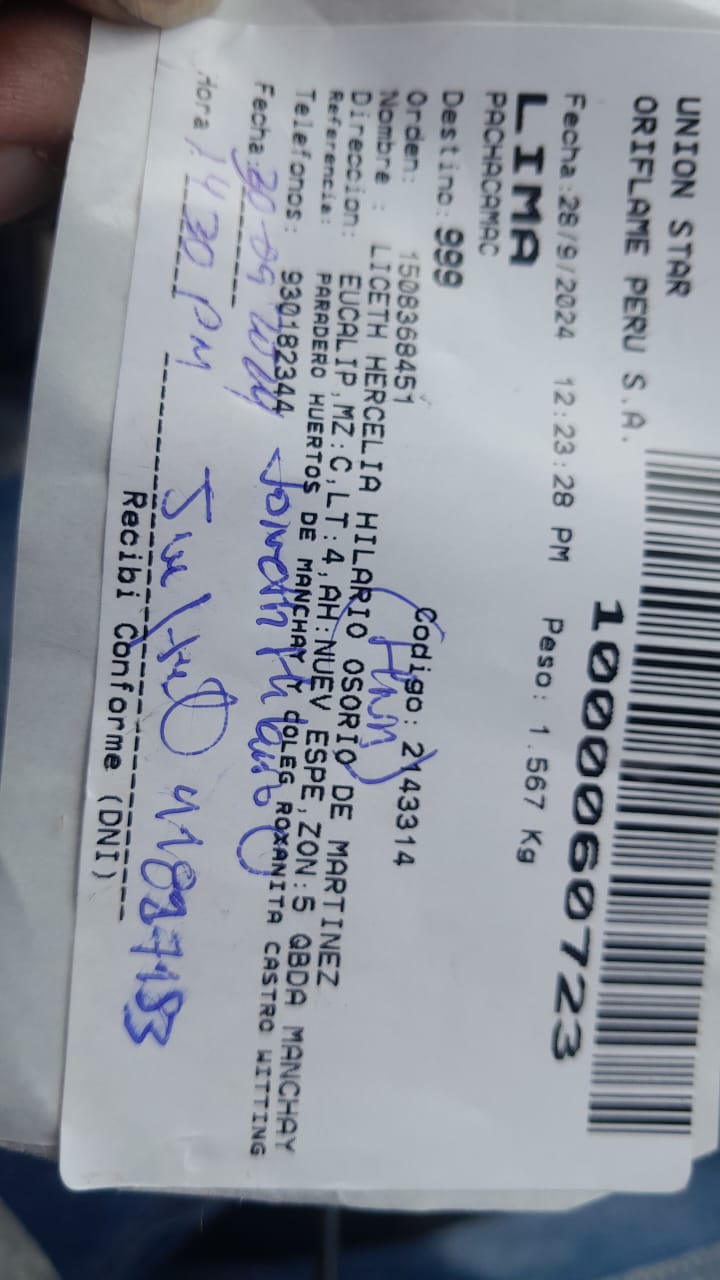 UNION STAR
ORIFLAME PERU S.A.
1000060723
Fecha:28/9/2024 12:23:28 PM Peso: 1.567 Kg
LIMA
PACHACAMAC
Destino: 999
Orden: 1508368451 Codigo: 2143314
Nombre : LICETH HERCELIA HILARIO OSORIO DE MARTINEZ
Direccion: EUCALIP,MZ:C,LT:4,AH:NUEV ESPE,ZON:5 QBDA MANCHAY
Referencia: PARADERO HUERTOS DE MANCHAY Y COLEG ROXANITA CASTRO WITTING
Telefonos: 930182344
Fecha: 30-09-2024
Hora 1430 PM
41827153
Recibi Conforme (DNI)